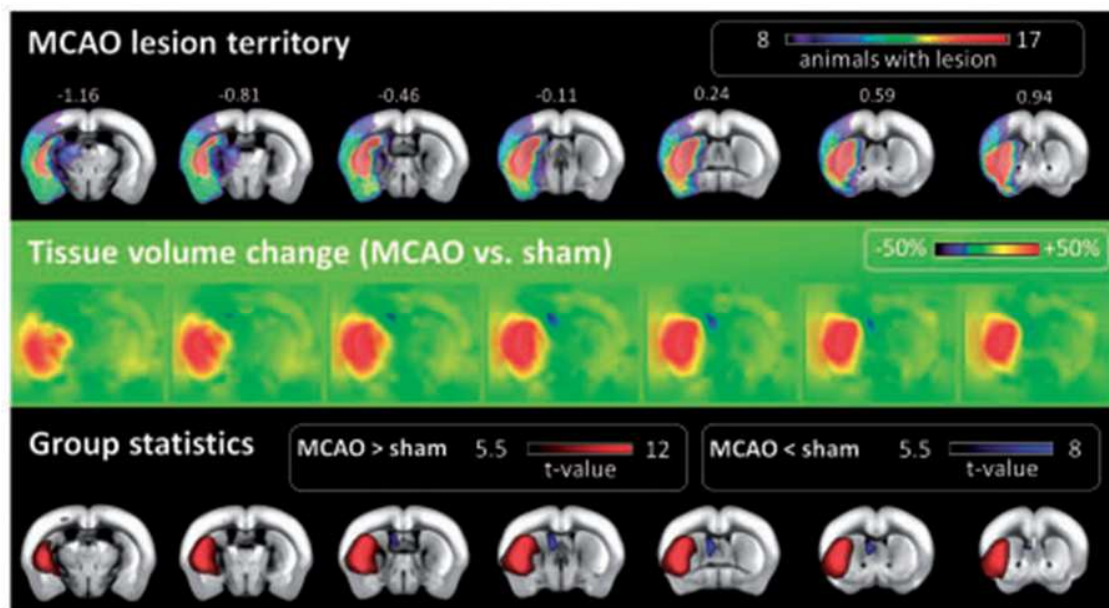 MCAO lesion territory
8 17
animals with lesion
-1.16 -0.81 -0.46 -0.11 0.24 0.59 0.94
Tissue volume change (MCAO vs. sham)
-50% +50%
Group statistics
MCAO > sham 5.5 12
t-value
MCAO < sham 5.5 8
t-value